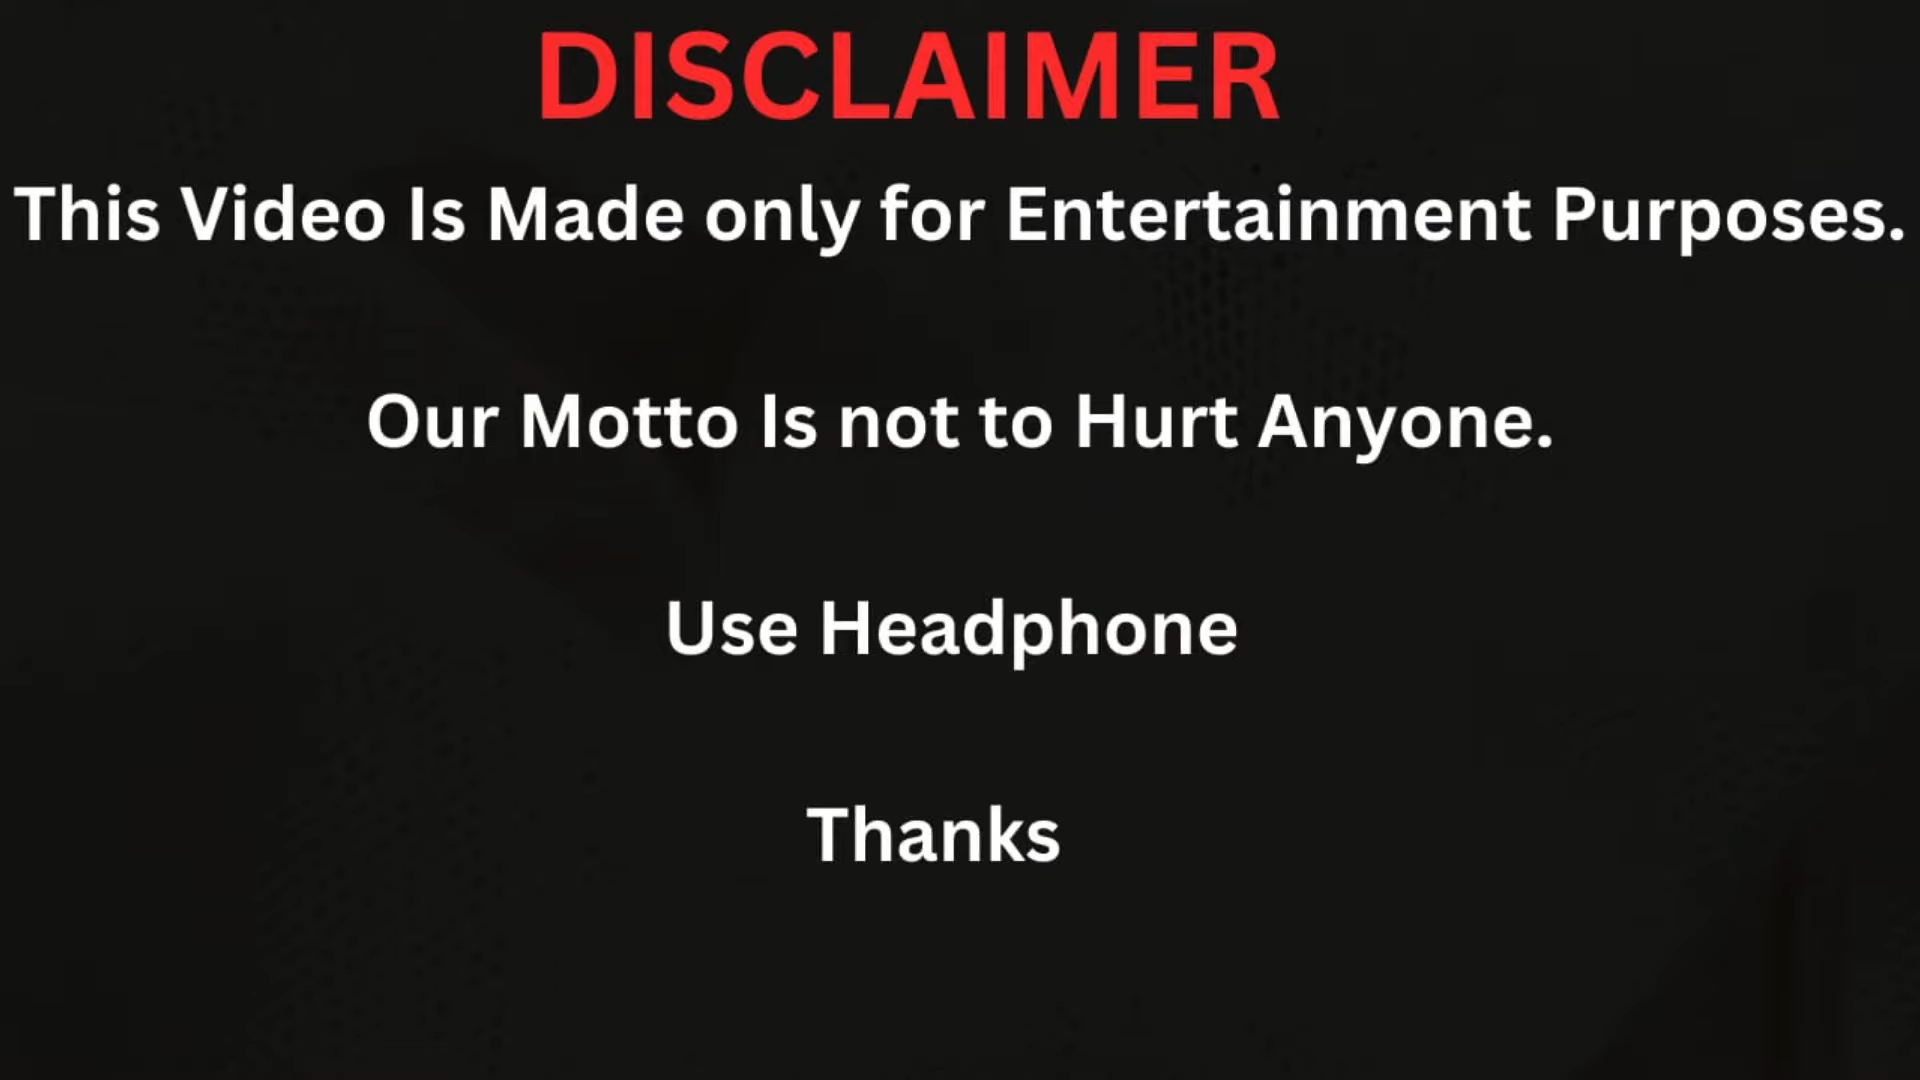 DISCLAIMER
This Video Is Made only for Entertainment Purposes.
Our Motto Is not to Hurt Anyone.
Use Headphone
Thanks